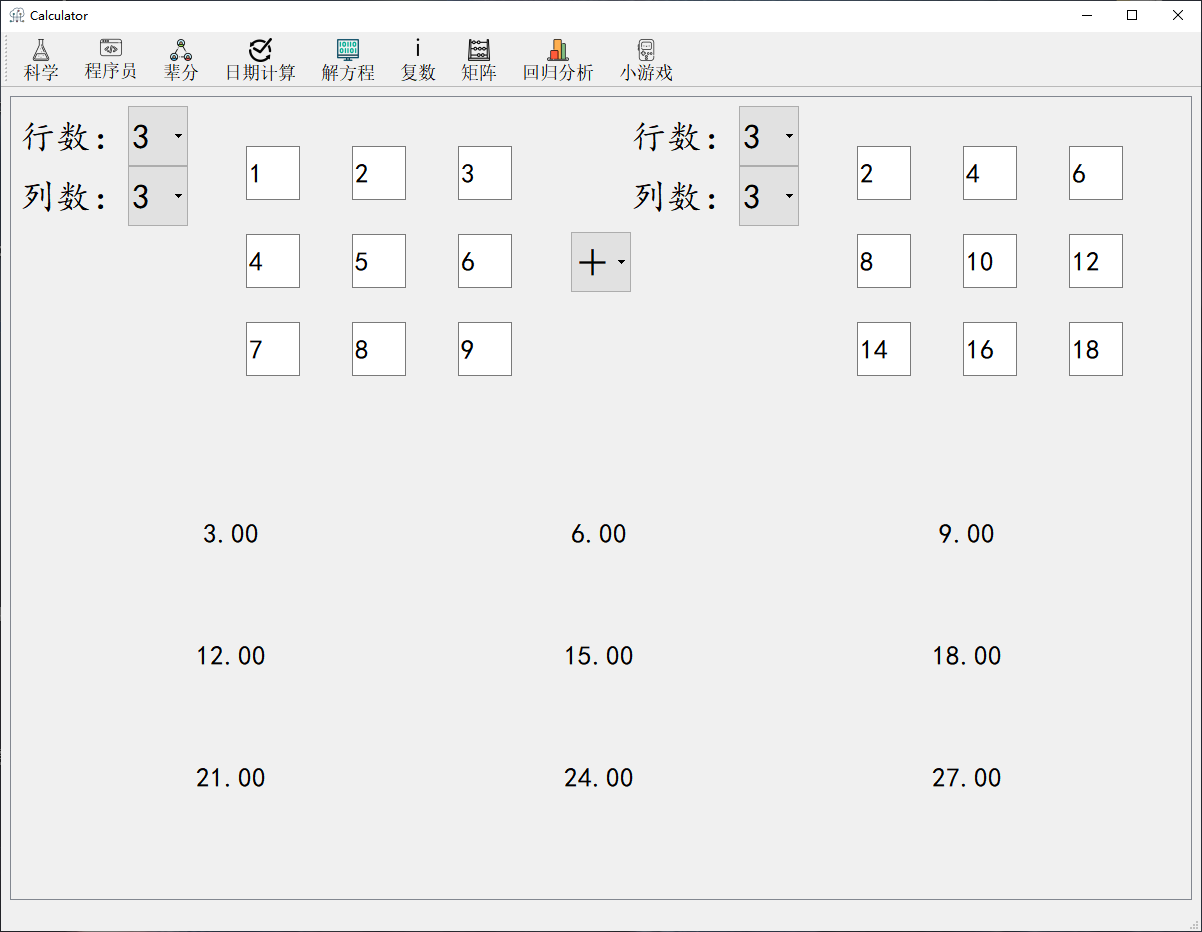 Calculator
科学 程序员 辈分 日期计算 解方程 i 复数 矩阵 回归分析 小游戏
行数： 3 行数： 3
1 2 3 2 4 6
列数： 3 列数： 3
4 5 6 + 8 10 12
7 8 9 14 16 18
3.00 6.00 9.00
12.00 15.00 18.00
21.00 24.00 27.00